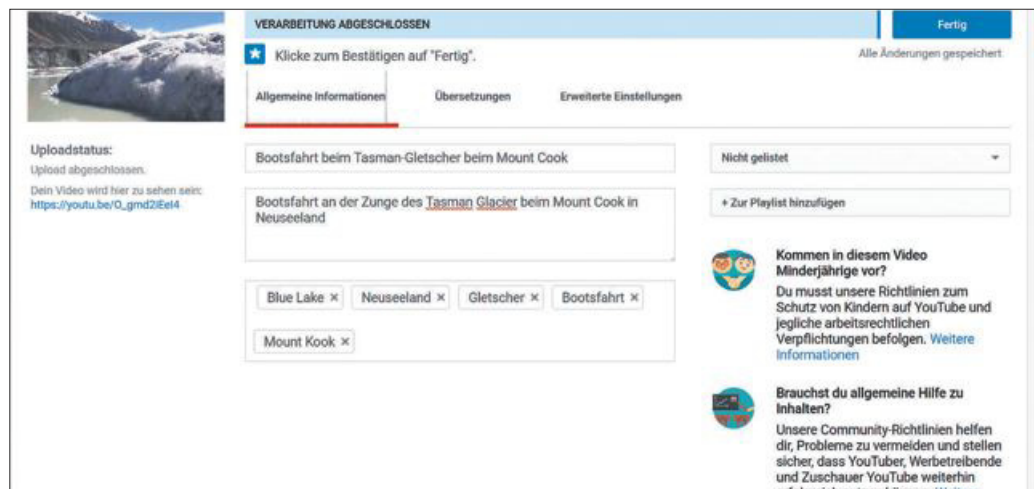 VERARBEITUNG ABGESCHLOSSEN
Fertig
Klicke zum Bestätigen auf "Fertig".
Alle Änderungen gespeichert
Allgemeine Informationen
Übersetzungen
Erweiterte Einstellungen
Uploadstatus:
Upload abgeschlossen.
Dein Video wird hier zu sehen sein:
https://youtu.be/O_gmd2iEeI4
Bootsfahrt beim Tasman-Gletscher beim Mount Cook
Bootsfahrt an der Zunge des Tasman Glacier beim Mount Cook in
Neuseeland
Blue Lake ×
Neuseeland ×
Gletscher ×
Bootsfahrt ×
Mount Kook ×
Nicht gelistet
+ Zur Playlist hinzufügen
Kommen in diesem Video
Minderjährige vor?
Du musst unsere Richtlinien zum
Schutz von Kindern auf YouTube und
jegliche arbeitsrechtlichen
Verpflichtungen befolgen. Weitere
Informationen
Brauchst du allgemeine Hilfe zu
Inhalten?
Unsere Community-Richtlinien helfen
dir, Probleme zu vermeiden und stellen
sicher, dass YouTuber, Werbetreibende
und Zuschauer YouTube weiterhin